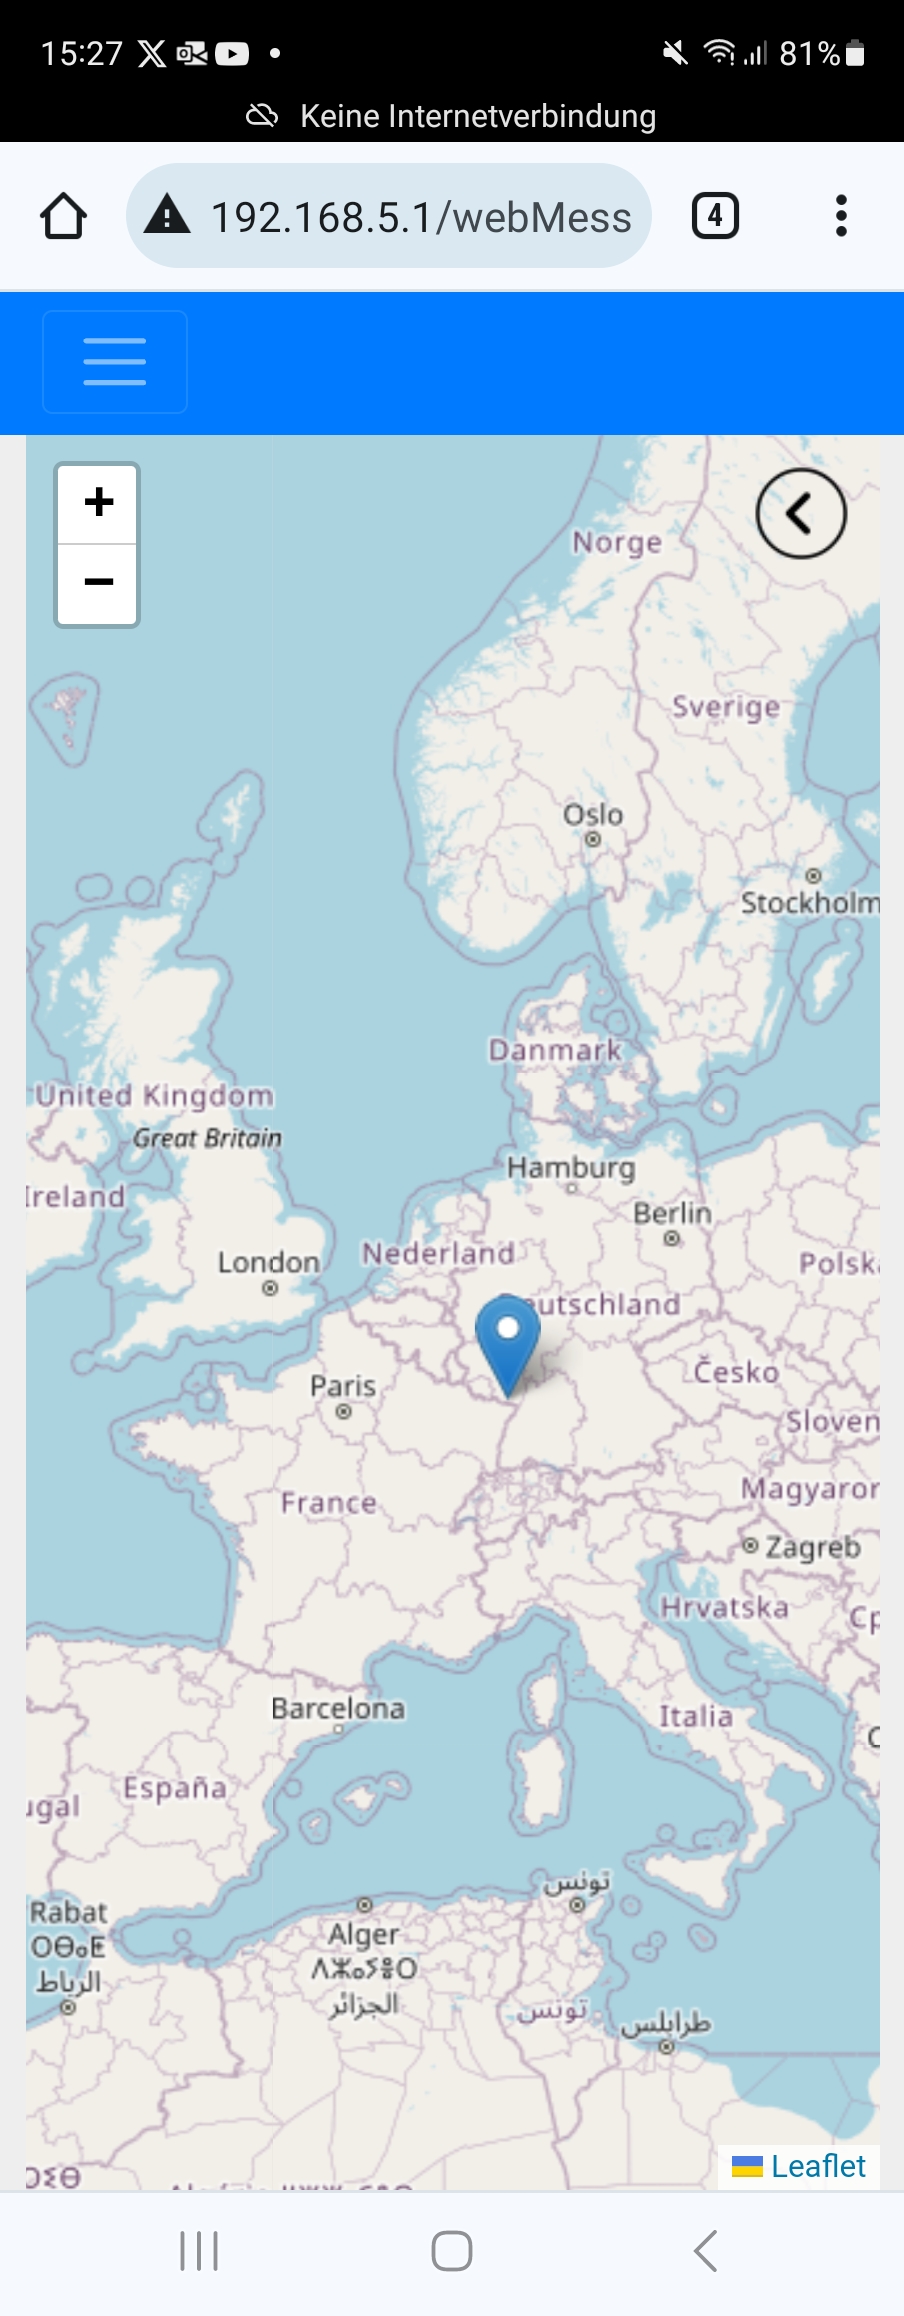 15:27
81%
Keine Internetverbindung
192.168.5.1/webMess
4
+
−
Norge
Sverige
Oslo
Stockholm
Danmark
United Kingdom
Great Britain
Hamburg
Ireland
Berlin
London
Nederland
Polsk
eutschland
Česko
Paris
Sloven
Magyaror
France
Zagreb
Hrvatska
Ср
Barcelona
Italia
España
ugal
تونس
Rabat
ⵔⴱⴰⵟ
الرباط
Alger
ⴷⵣⴰⵢⴻⵔ
الجزائر
تونس
طرابلس
Leaflet